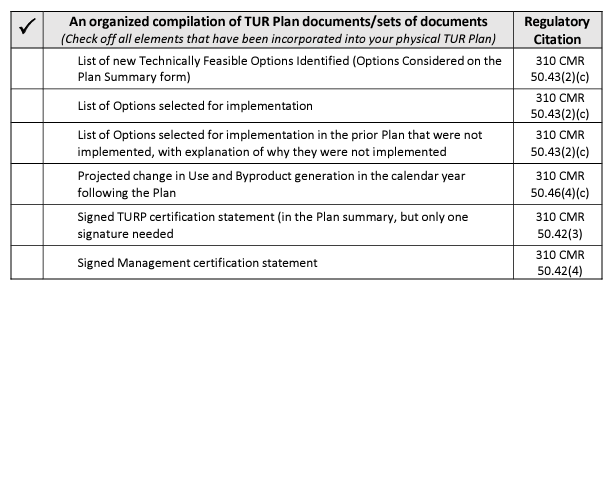 ✓
An organized compilation of TUR Plan documents/sets of documents
(Check off all elements that have been incorporated into your physical TUR Plan)
Regulatory
Citation
List of new Technically Feasible Options Identified (Options Considered on the
Plan Summary form)
310 CMR
50.43(2)(c)
List of Options selected for implementation
310 CMR
50.43(2)(c)
List of Options selected for implementation in the prior Plan that were not
implemented, with explanation of why they were not implemented
310 CMR
50.43(2)(c)
Projected change in Use and Byproduct generation in the calendar year
following the Plan
310 CMR
50.46(4)(c)
Signed TURP certification statement (in the Plan summary, but only one
signature needed
310 CMR
50.42(3)
Signed Management certification statement
310 CMR
50.42(4)